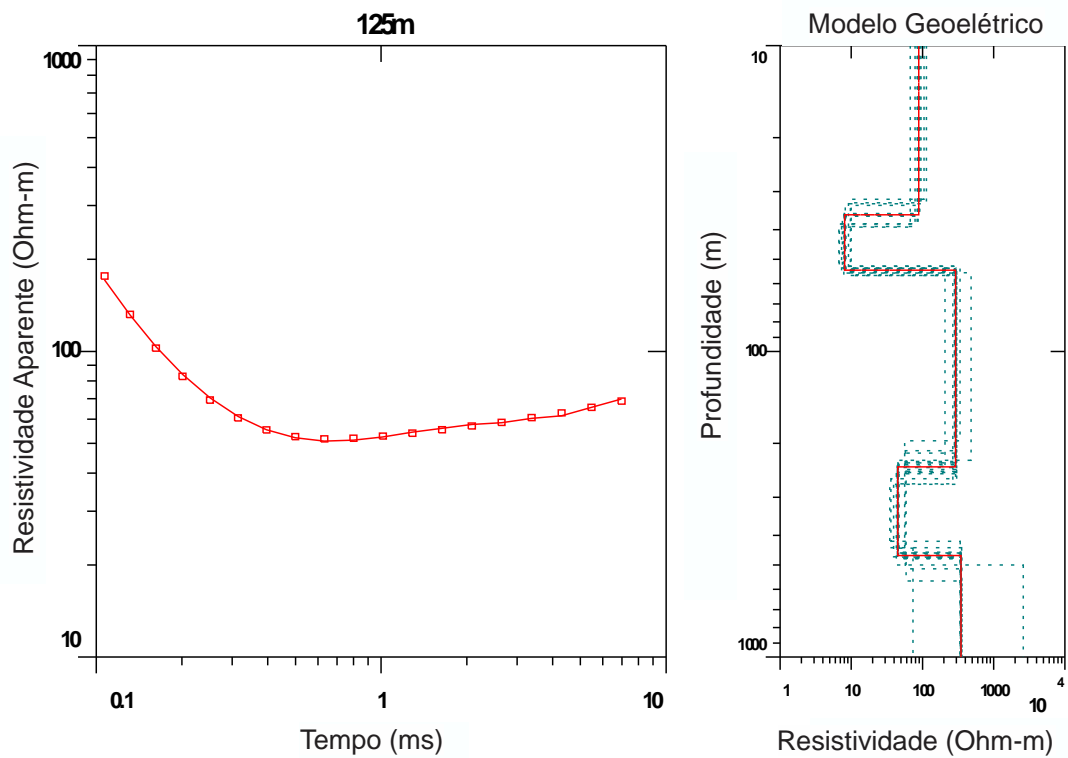 125m
1000
100
10
0.1 1 10
Resistividade Aparente (Ohm-m)
Tempo (ms)
Modelo Geoelétrico
10
100
1000
1 10 100 1000 10 4
Profundidade (m)
Resistividade (Ohm-m)